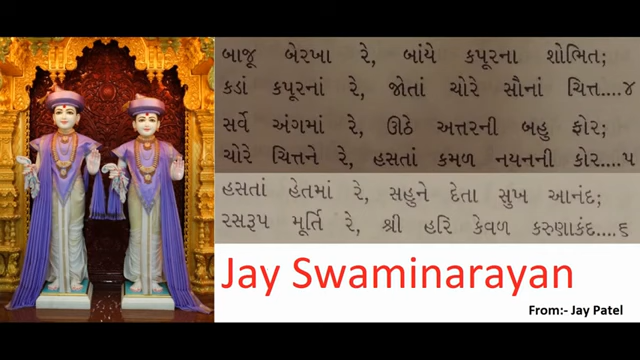 બાજૂ બેરખા રે, બાંયે કપૂરના શોભિત;
કડાં કપૂરનાં રે, જોતાં ચોરે સૌનાં ચિત્ત....૪
સર્વે અંગમાં રે, ઊઠે અત્તરની બહુ ફોર;
ચોરે ચિત્તને રે, હસતાં કમળ નયનની કોર....૫
હસતાં હેતમાં રે, સહુને દેતા સુખ આનંદ;
રસરૂપ મૂર્તિ રે, શ્રી હરિ કેવળ કરુણાકંદ....૬
Jay Swaminarayan
From:- Jay Patel